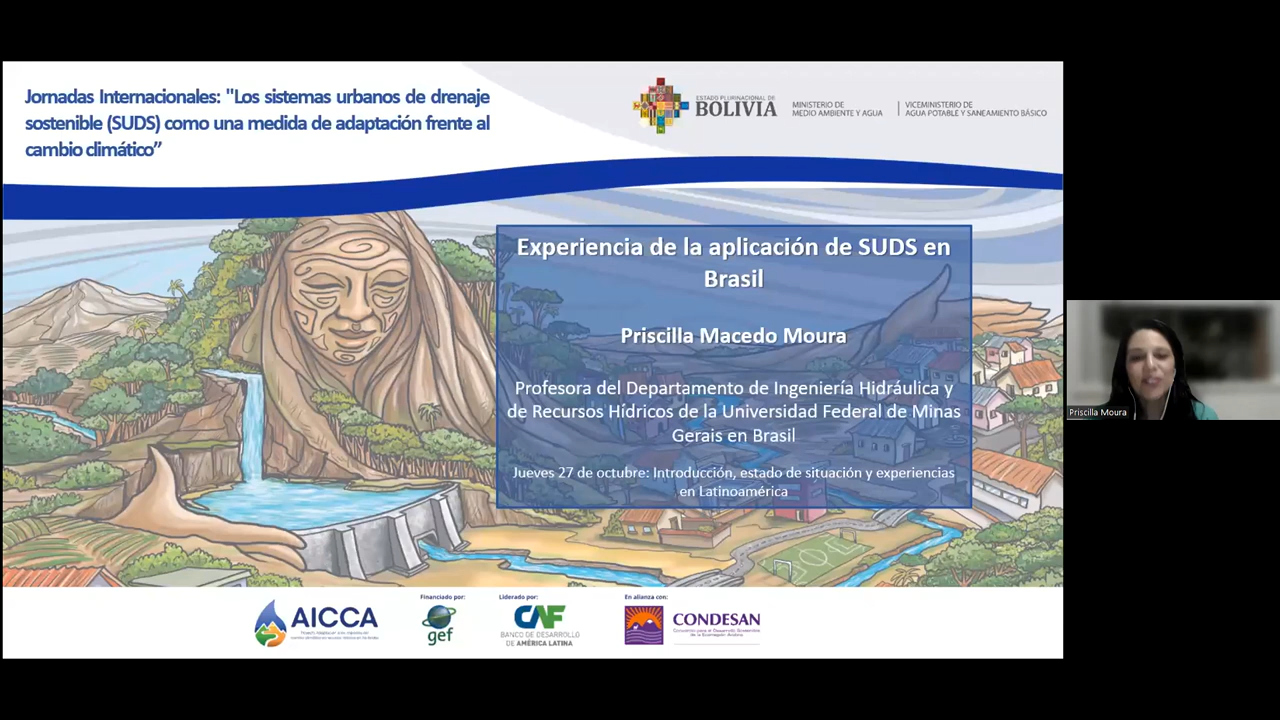 Jornadas Internacionales: "Los sistemas urbanos de drenaje
sostenible (SUDS) como una medida de adaptación frente al
cambio climático”
ESTADO PLURINACIONAL DE
BOLIVIA
MINISTERIO DE
MEDIO AMBIENTE Y AGUA
VICEMINISTERIO DE
AGUA POTABLE Y SANEAMIENTO BÁSICO
Experiencia de la aplicación de SUDS en
Brasil
Priscilla Macedo Moura
Profesora del Departamento de Ingeniería Hidráulica y
de Recursos Hídricos de la Universidad Federal de Minas
Gerais en Brasil
Jueves 27 de octubre: Introducción, estado de situación y experiencias
en Latinoamérica
Priscilla Moura
AICCA
Financiado por:
gef
Liderado por:
CAF
BANCO DE DESARROLLO
DE AMÉRICA LATINA
En alianza con:
CONDESAN